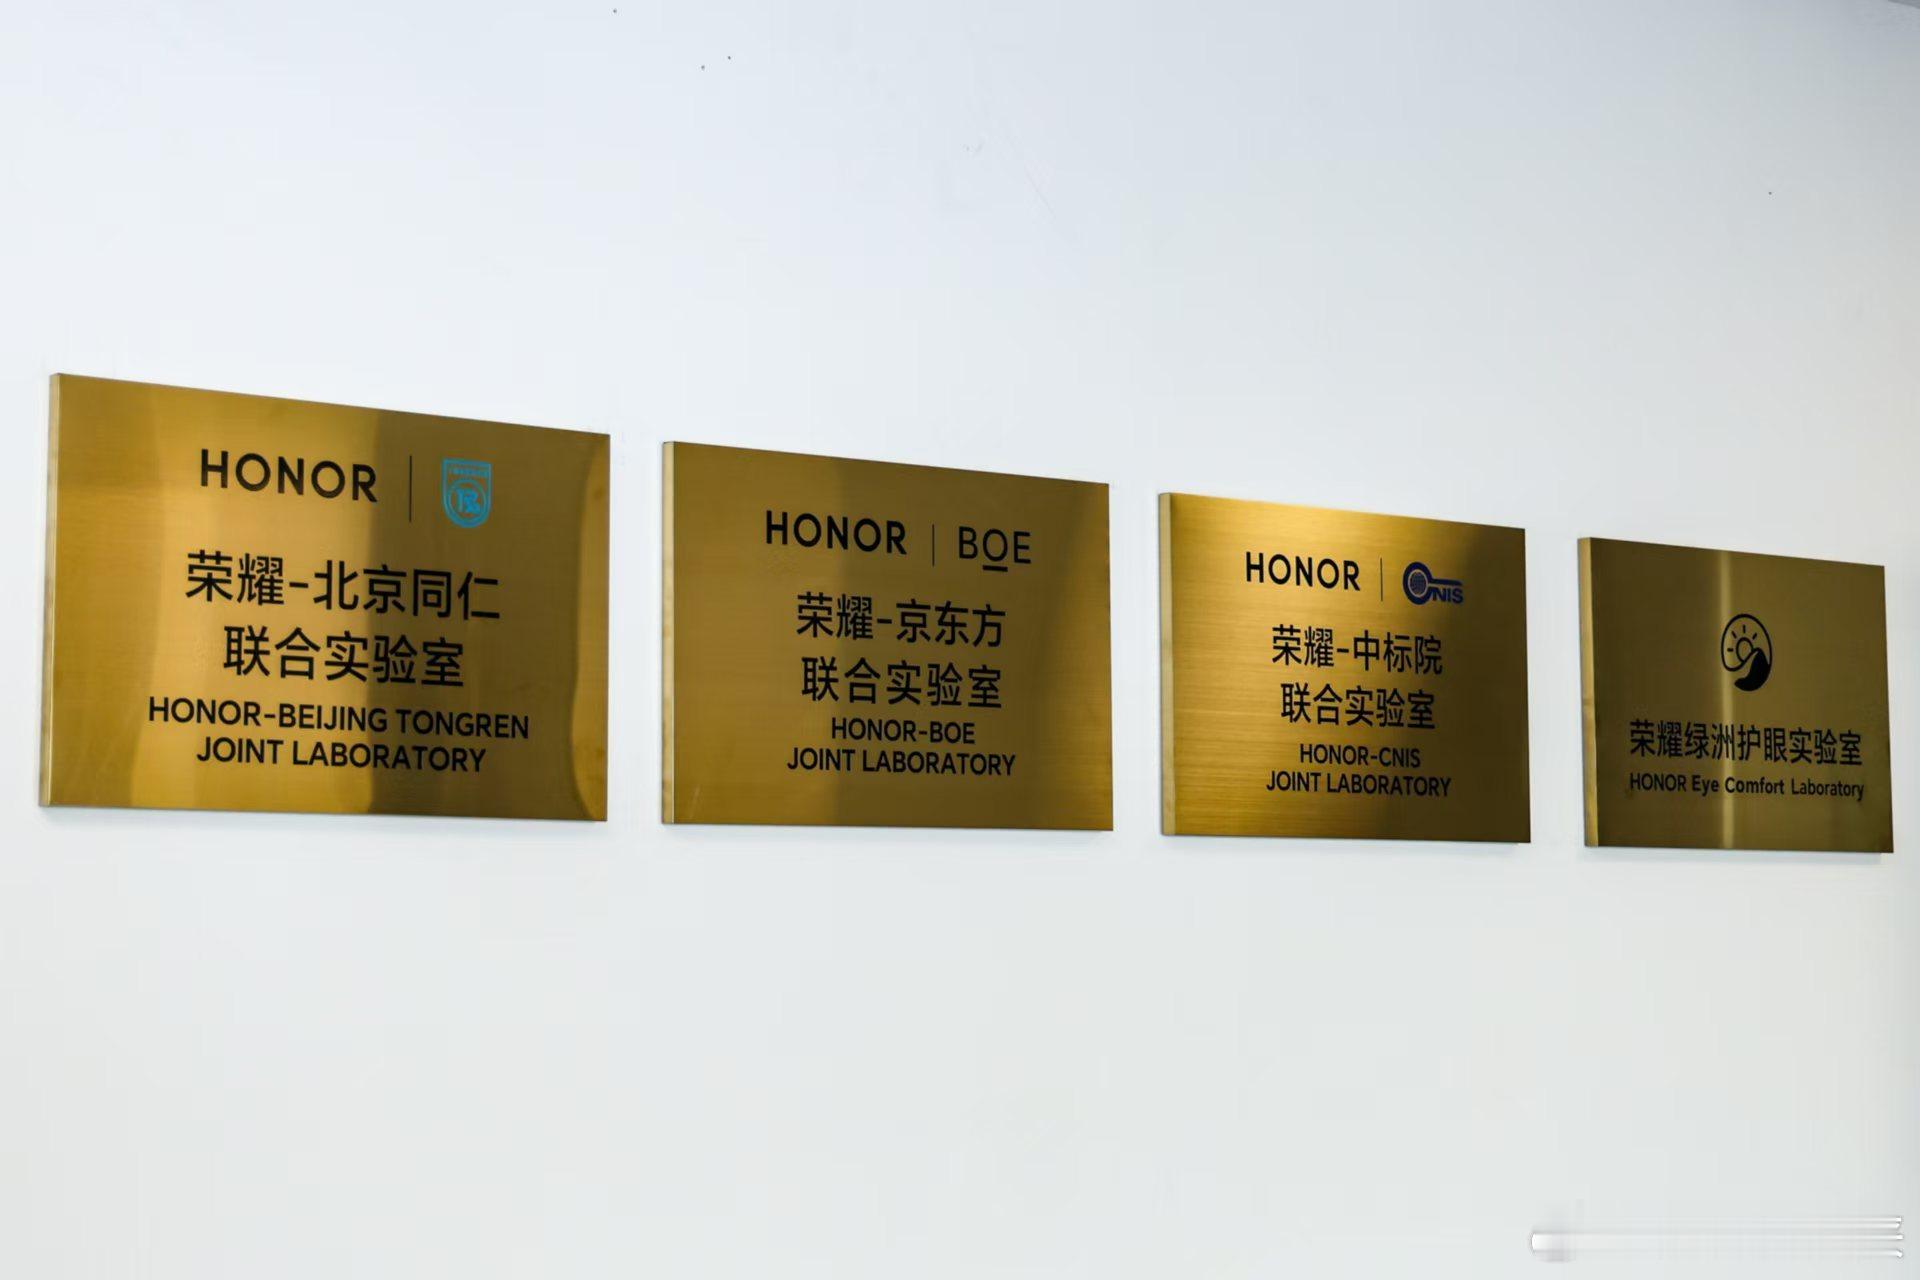 HONOR
荣耀-北京同仁
联合实验室
HONOR-BEIJING TONGREN
JOINT LABORATORY
HONOR | BOE
荣耀-京东方
联合实验室
HONOR-BOE
JOINT LABORATORY
HONOR | CNIS
荣耀-中标院
联合实验室
HONOR-CNIS
JOINT LABORATORY
荣耀绿洲护眼实验室
HONOR Eye Comfort Laboratory